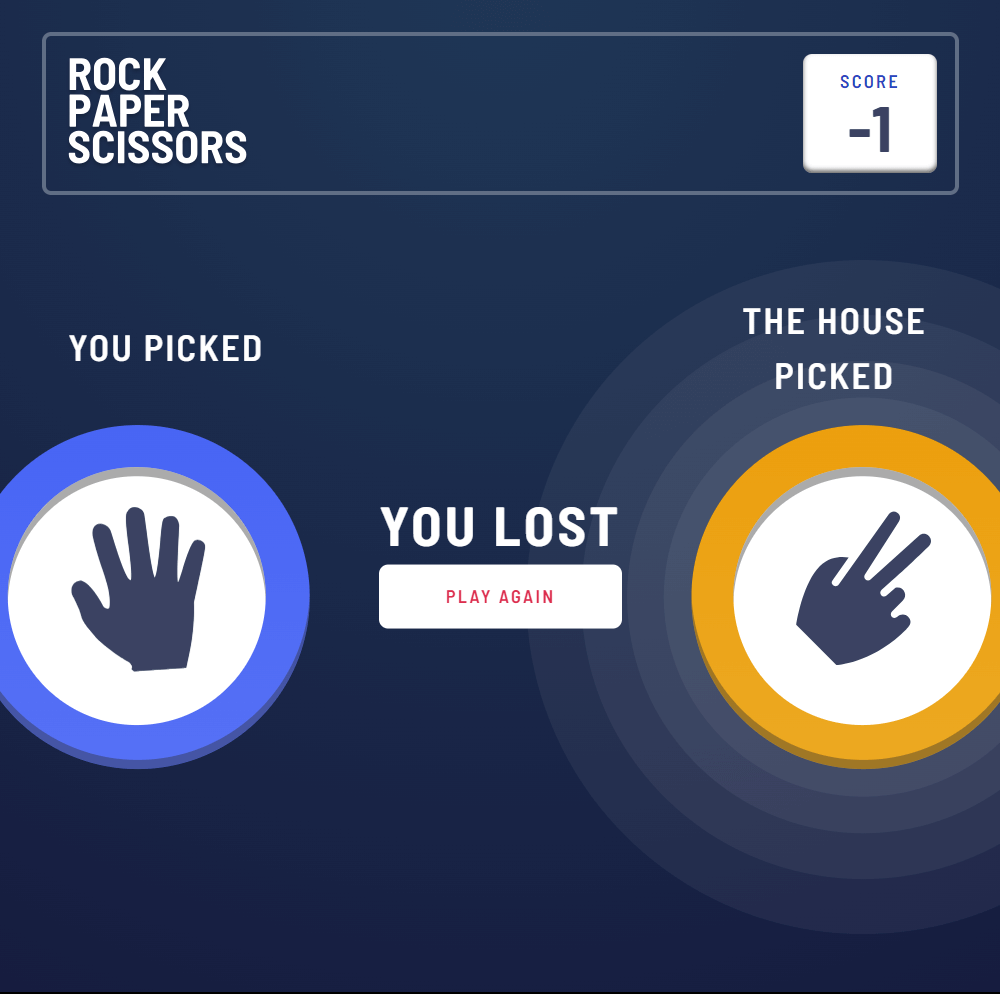 ROCK
PAPER
SCISSORS
SCORE
-1
YOU PICKED
THE HOUSE
PICKED
YOU LOST
PLAY AGAIN